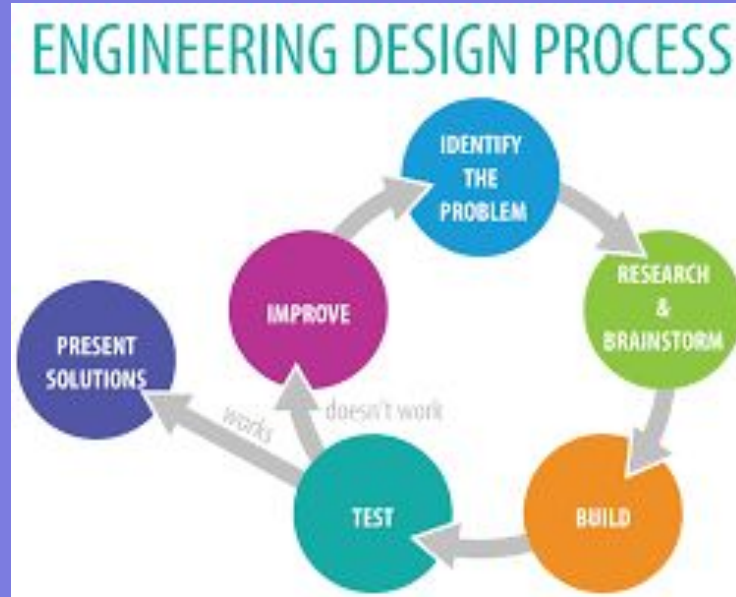 ENGINEERING DESIGN PROCESS
IDENTIFY
THE
PROBLEM
RESEARCH
&
BRAINSTORM
BUILD
TEST
doesn't work
IMPROVE
works
PRESENT
SOLUTIONS